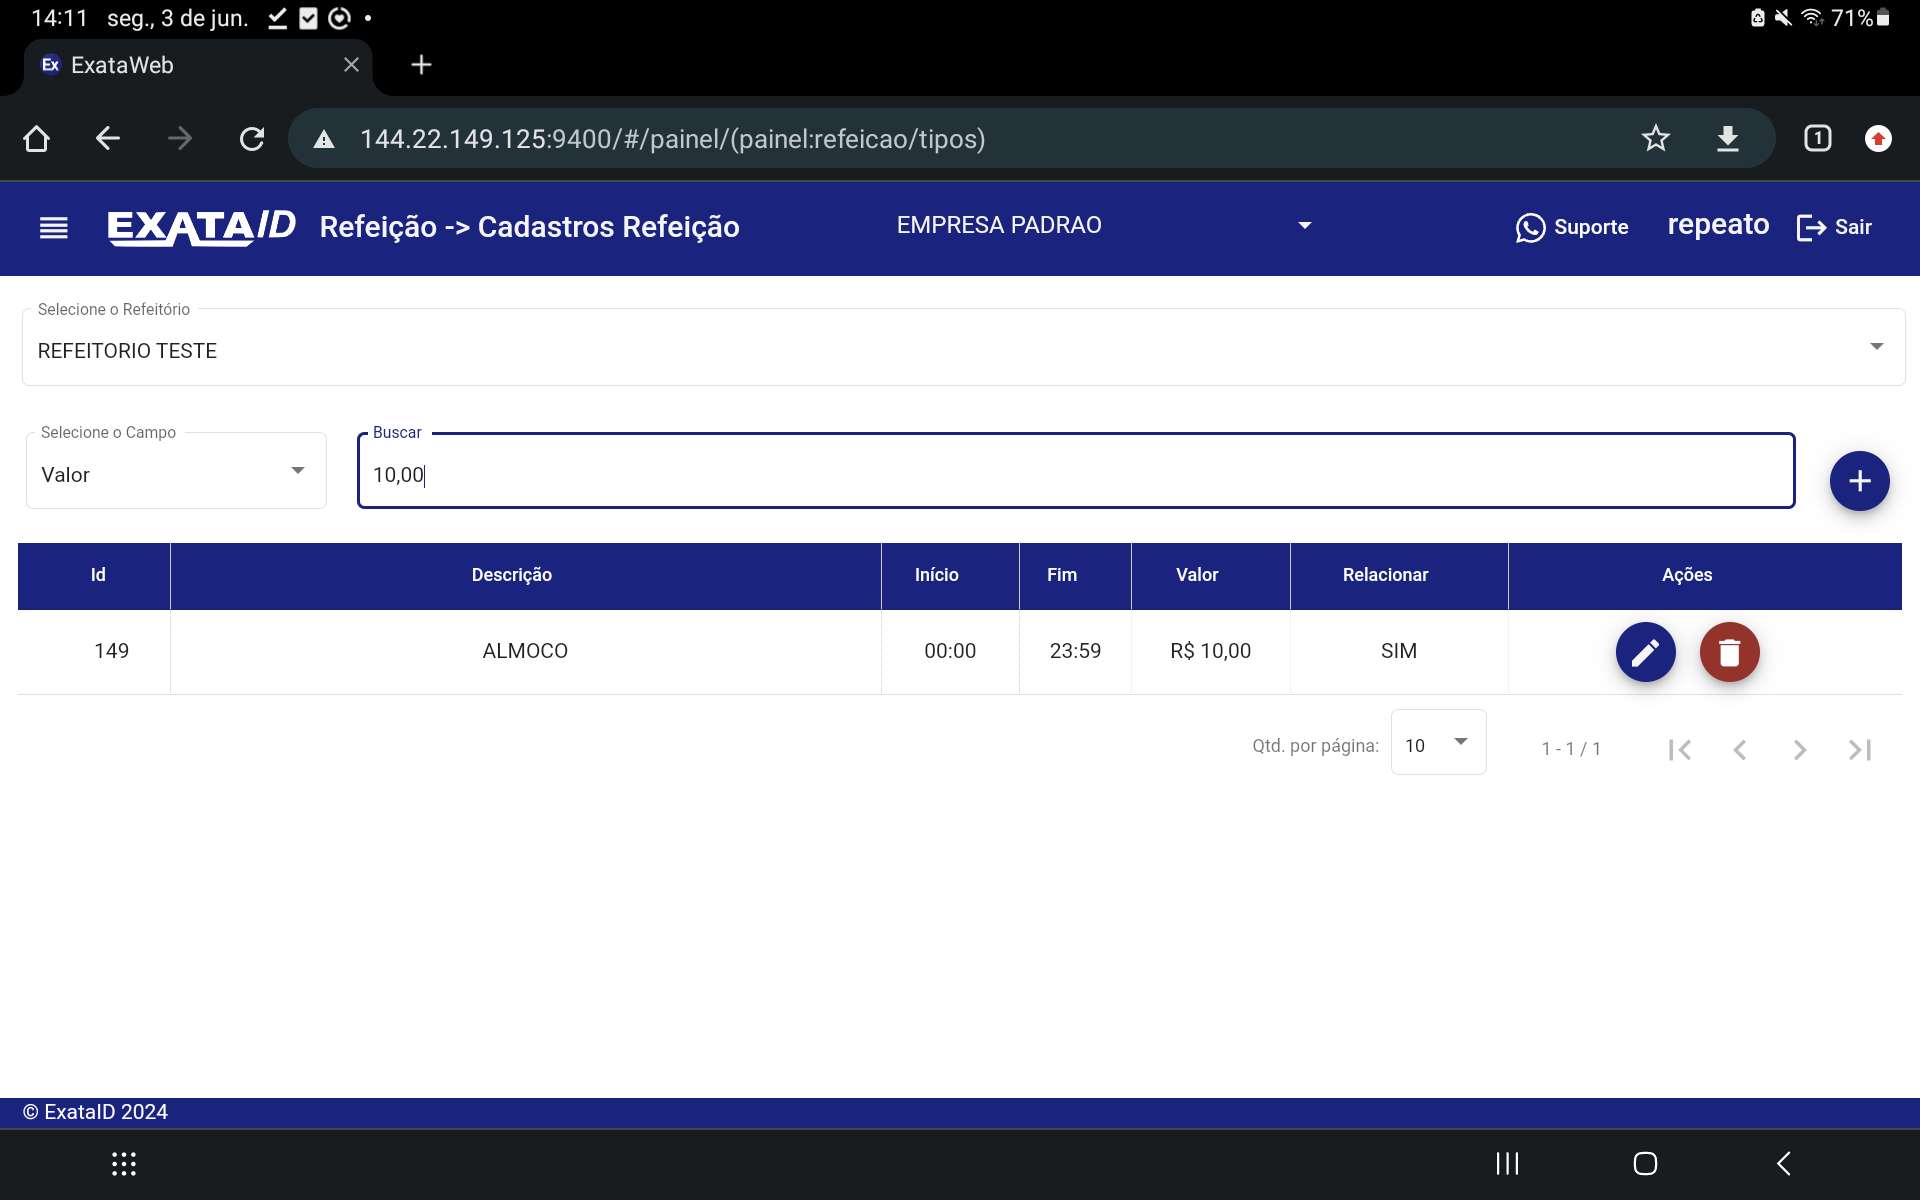 14:11 seg., 3 de jun. 71%
Ex ExataWeb
144.22.149.125:9400/#/painel/(painel:refeicao/tipos) 1
EXATAID Refeição -> Cadastros Refeição EMPRESA PADRAO Suporte repeato Sair
Selecione o Refeitório
REFEITORIO TESTE
Selecione o Campo Buscar
Valor 10,00
Id Descrição Início Fim Valor Relacionar Ações
149 ALMOCO 00:00 23:59 R$ 10,00 SIM
Qtd. por página: 10 1 - 1 / 1
© ExataID 2024